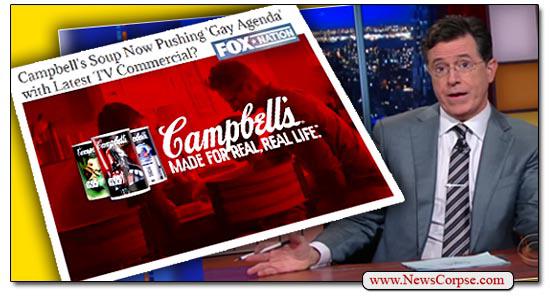 Campbell's Soup Now Pushing 'Gay Agenda'
with Latest TV Commercial?
FOX NATION
Campbell's
MADE FOR REAL, REAL LIFE.™
www.NewsCorpse.com